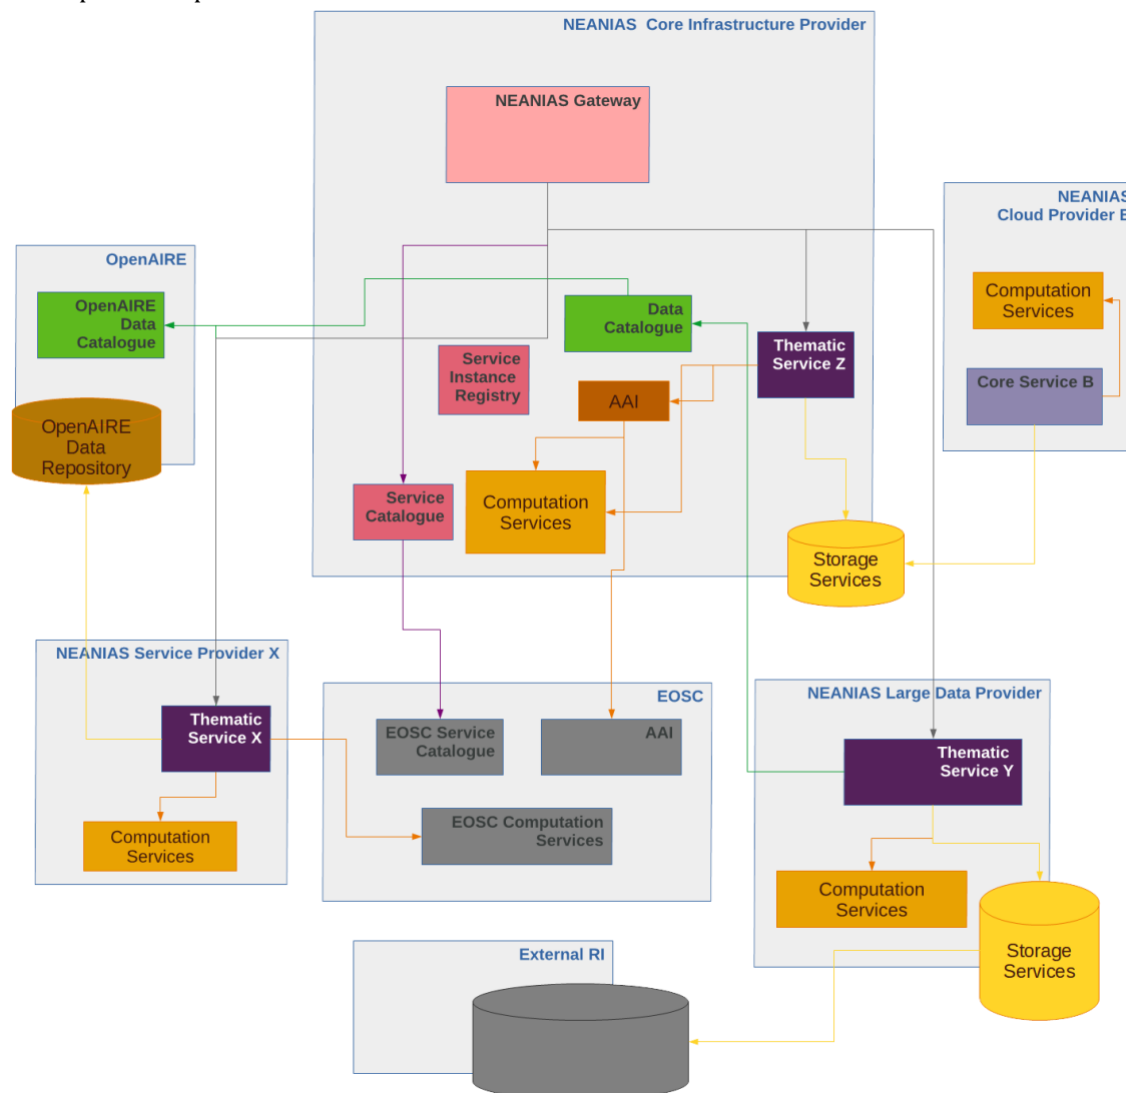 NEANIAS Core Infrastructure Provider
NEANIAS Gateway
NEANIAS
Cloud Provider
OpenAIRE
OpenAIRE
Data
Catalogue
Data
Catalogue
Computation
Services
Service
Instance
Registry
Thematic
Service Z
AAI
Core Service B
OpenAIRE
Data
Repository
Service
Catalogue
Computation
Services
Storage
Services
NEANIAS Service Provider X
EOSC
NEANIAS Large Data Provider
Thematic
Service X
EOSC Service
Catalogue
AAI
Thematic
Service Y
Computation
Services
EOSC Computation
Services
Computation
Services
External RI
Storage
Services